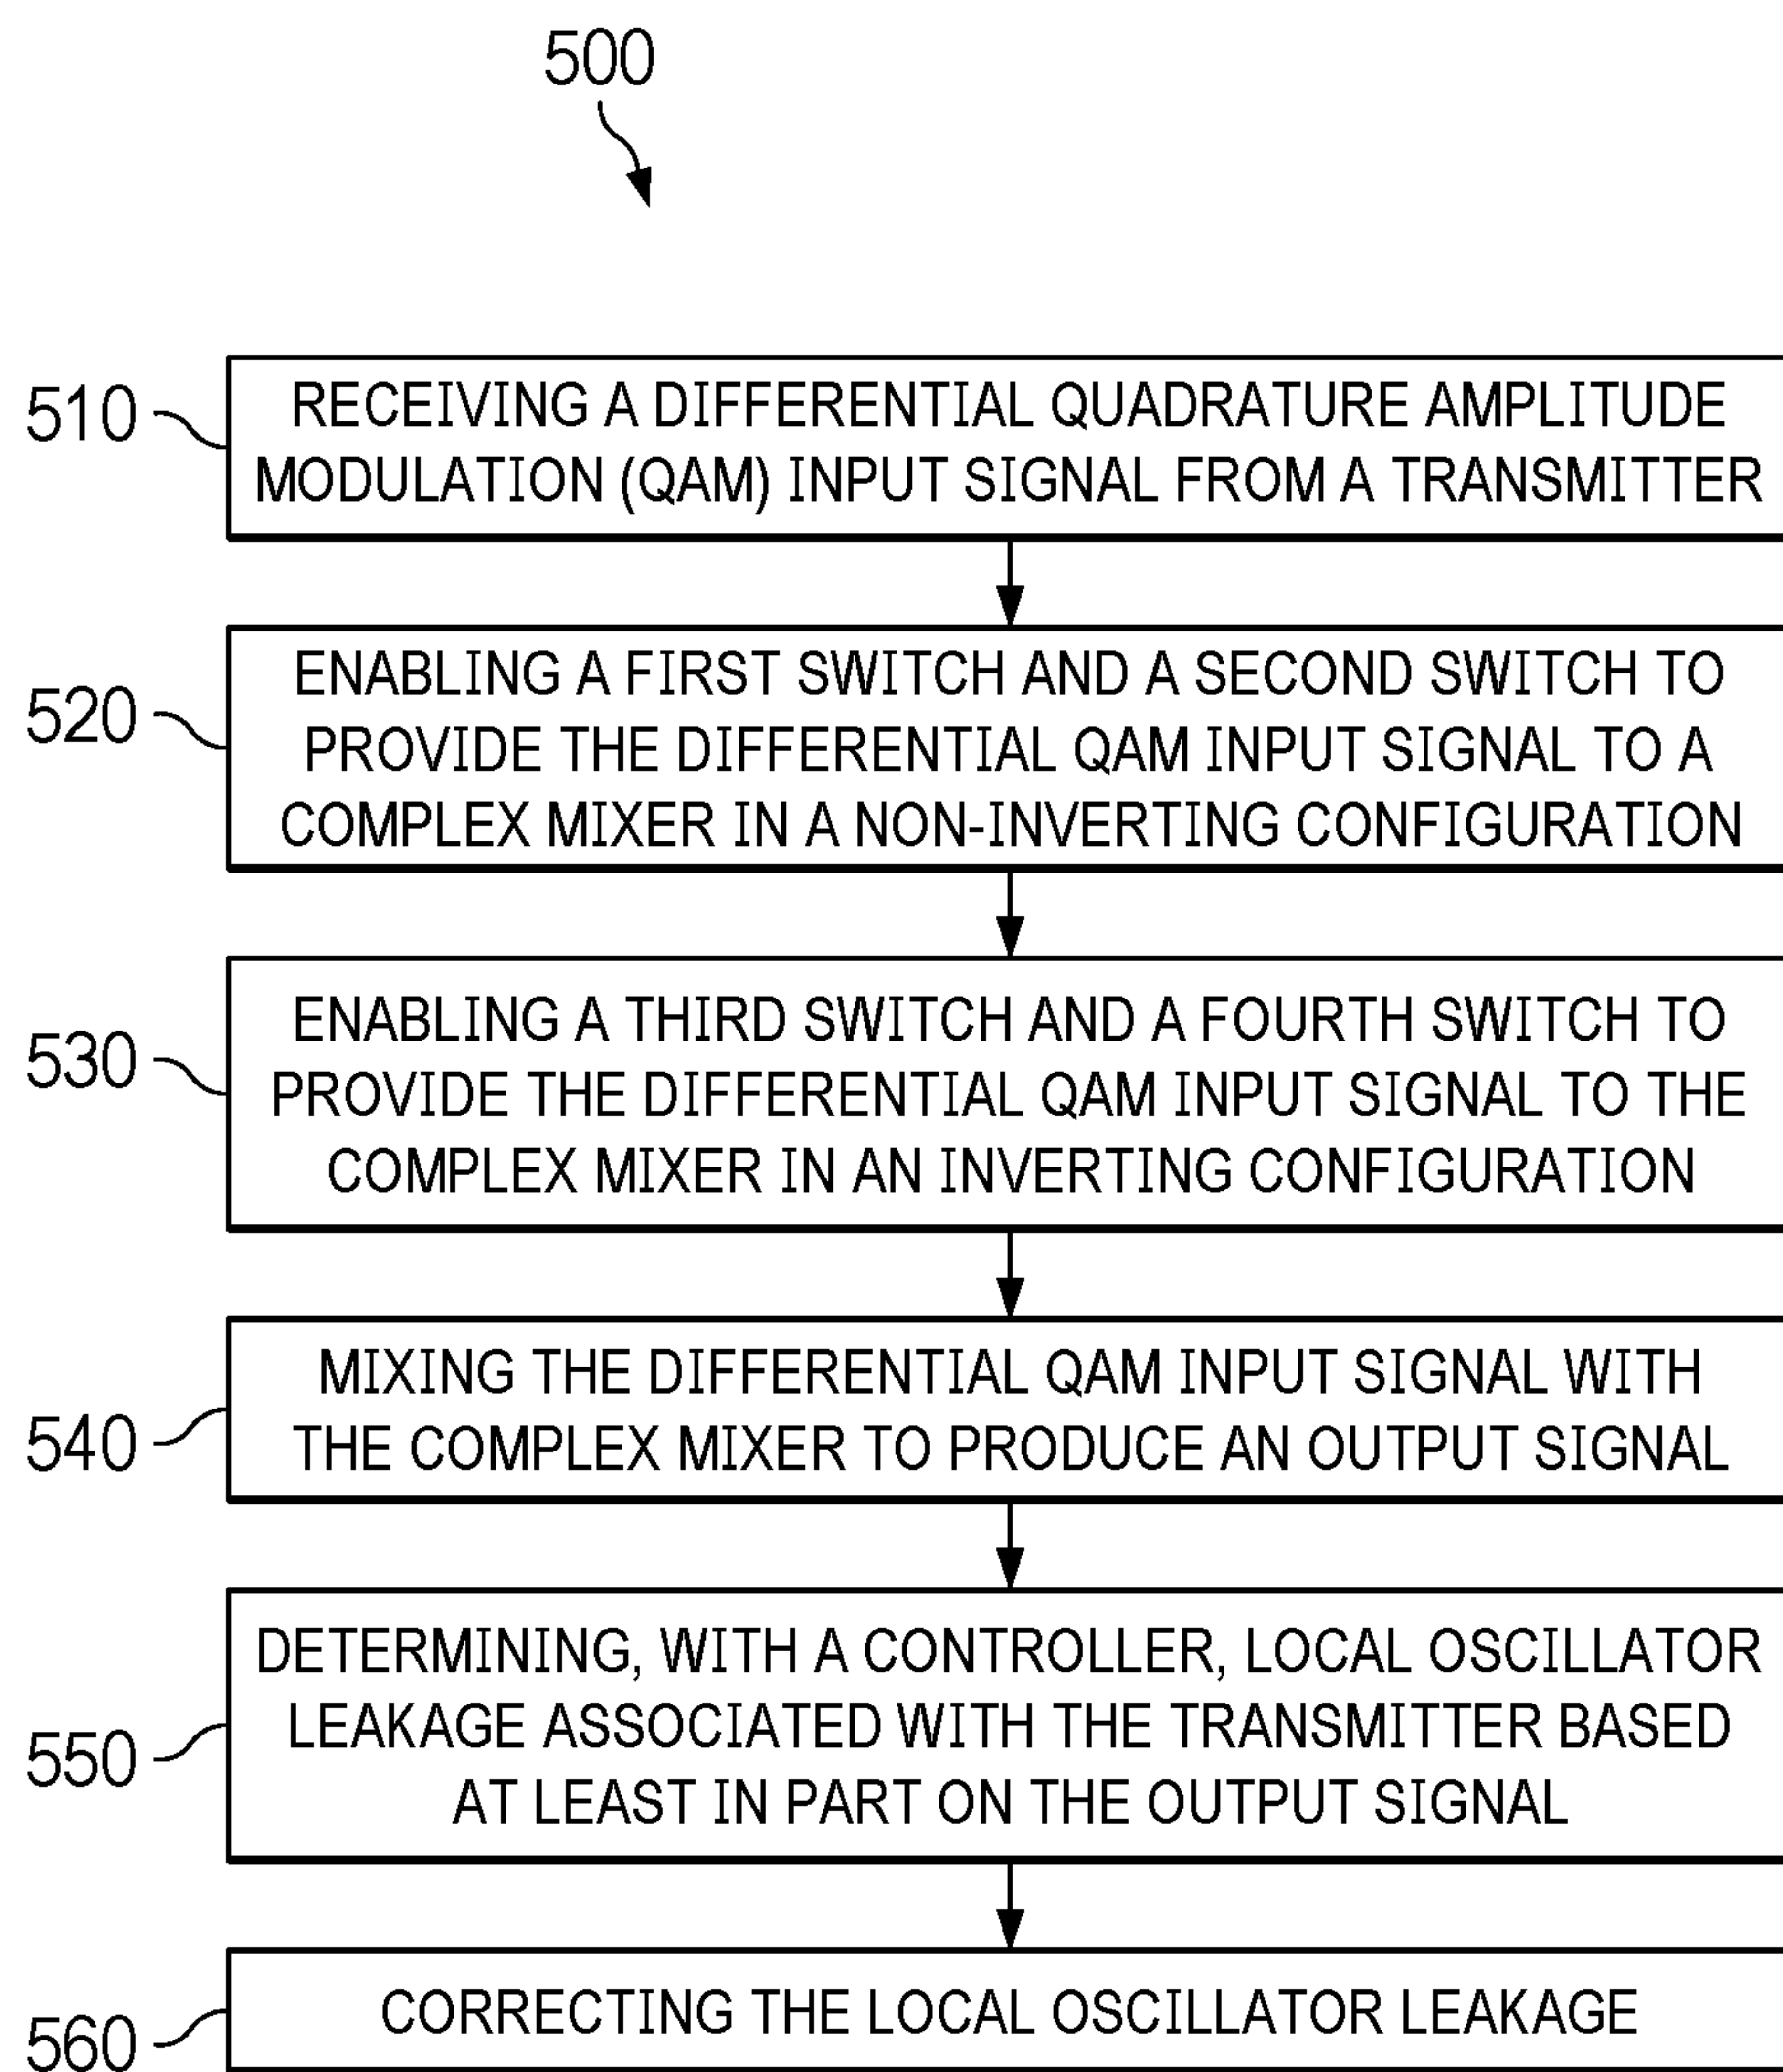 500
510
RECEIVING A DIFFERENTIAL QUADRATURE AMPLITUDE
MODULATION (QAM) INPUT SIGNAL FROM A TRANSMITTER
520
ENABLING A FIRST SWITCH AND A SECOND SWITCH TO
PROVIDE THE DIFFERENTIAL QAM INPUT SIGNAL TO A
COMPLEX MIXER IN A NON-INVERTING CONFIGURATION
530
ENABLING A THIRD SWITCH AND A FOURTH SWITCH TO
PROVIDE THE DIFFERENTIAL QAM INPUT SIGNAL TO THE
COMPLEX MIXER IN AN INVERTING CONFIGURATION
540
MIXING THE DIFFERENTIAL QAM INPUT SIGNAL WITH
THE COMPLEX MIXER TO PRODUCE AN OUTPUT SIGNAL
550
DETERMINING, WITH A CONTROLLER, LOCAL OSCILLATOR
LEAKAGE ASSOCIATED WITH THE TRANSMITTER BASED
AT LEAST IN PART ON THE OUTPUT SIGNAL
560
CORRECTING THE LOCAL OSCILLATOR LEAKAGE